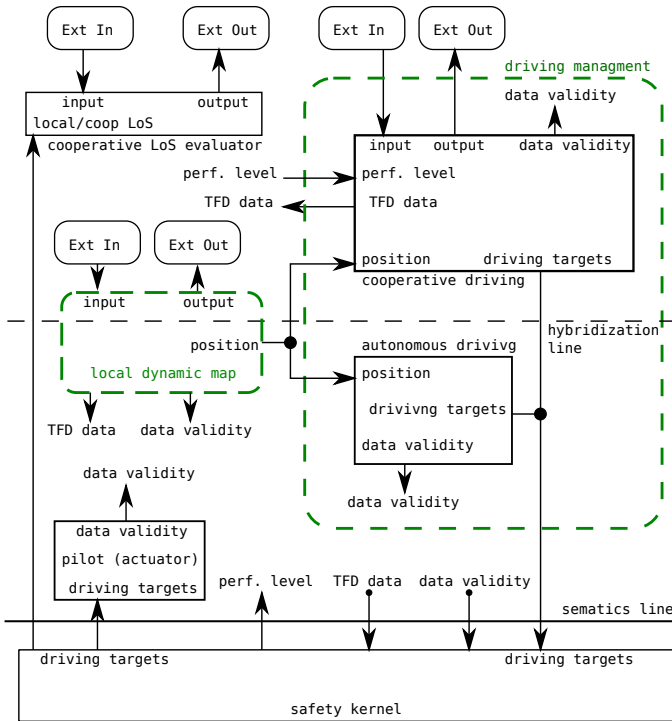 Ext In
Ext Out
Ext In
Ext Out
driving managment
data validity
input
output
local/coop LoS
cooperative LoS evaluator
input
output
data validity
perf. level
perf. level
TFD data
TFD data
Ext In
Ext Out
position
driving targets
cooperative driving
input
output
hybridization
line
position
autonomous drivivg
local dynamic map
position
drivivng targets
TFD data
data validity
data validity
data validity
data validity
data validity
pilot (actuator)
driving targets
perf. level
TFD data
data validity
sematics line
driving targets
driving targets
safety kernel